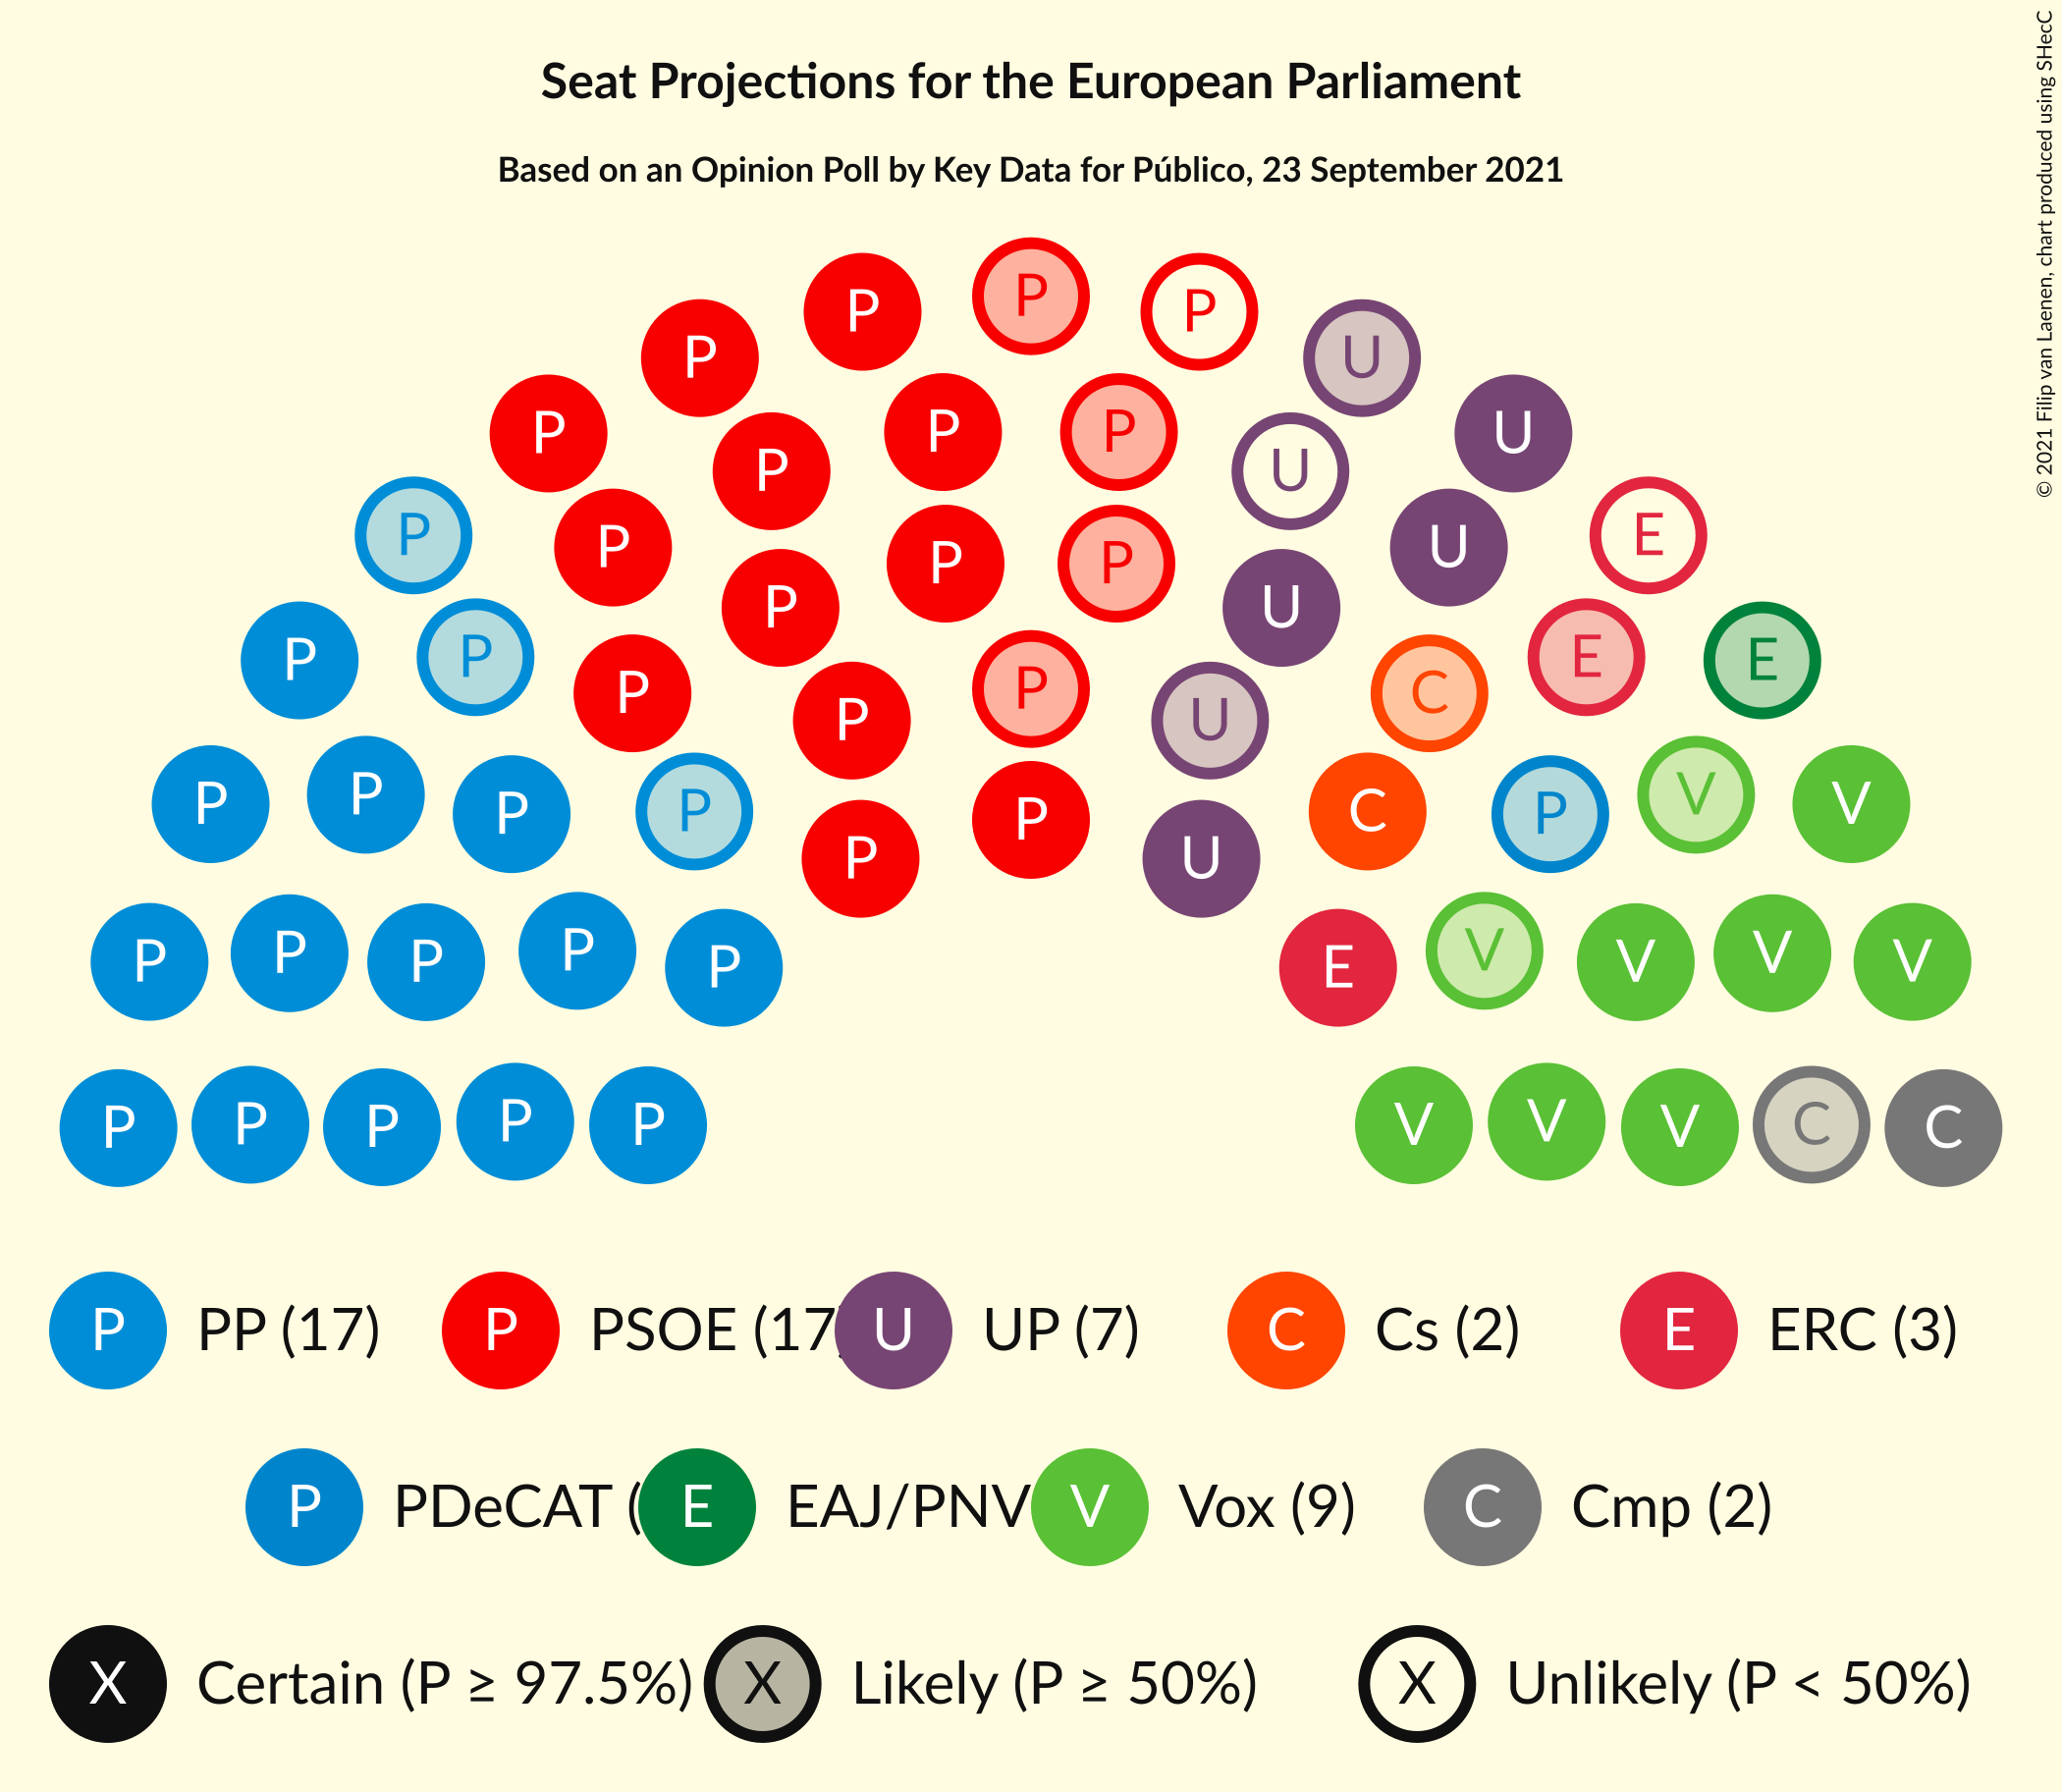 Seat Projections for the European Parliament
Based on an Opinion Poll by Key Data for Público, 23 September 2021
© 2021 Filip van Laenen, chart produced using SHecC
P P P P U
P P P U
P P P U U E
P P P P U C E E
P P P P P P P U C P V V
P P P P P E V V V V
P P P P P V V V C C
P PP (17) P PSOE (17 U UP (7) C Cs (2) E ERC (3)
P PDeCAT ( E EAJ/PNV V Vox (9) C Cmp (2)
X Certain (P ≥ 97.5%) X Likely (P ≥ 50%) X Unlikely (P < 50%)